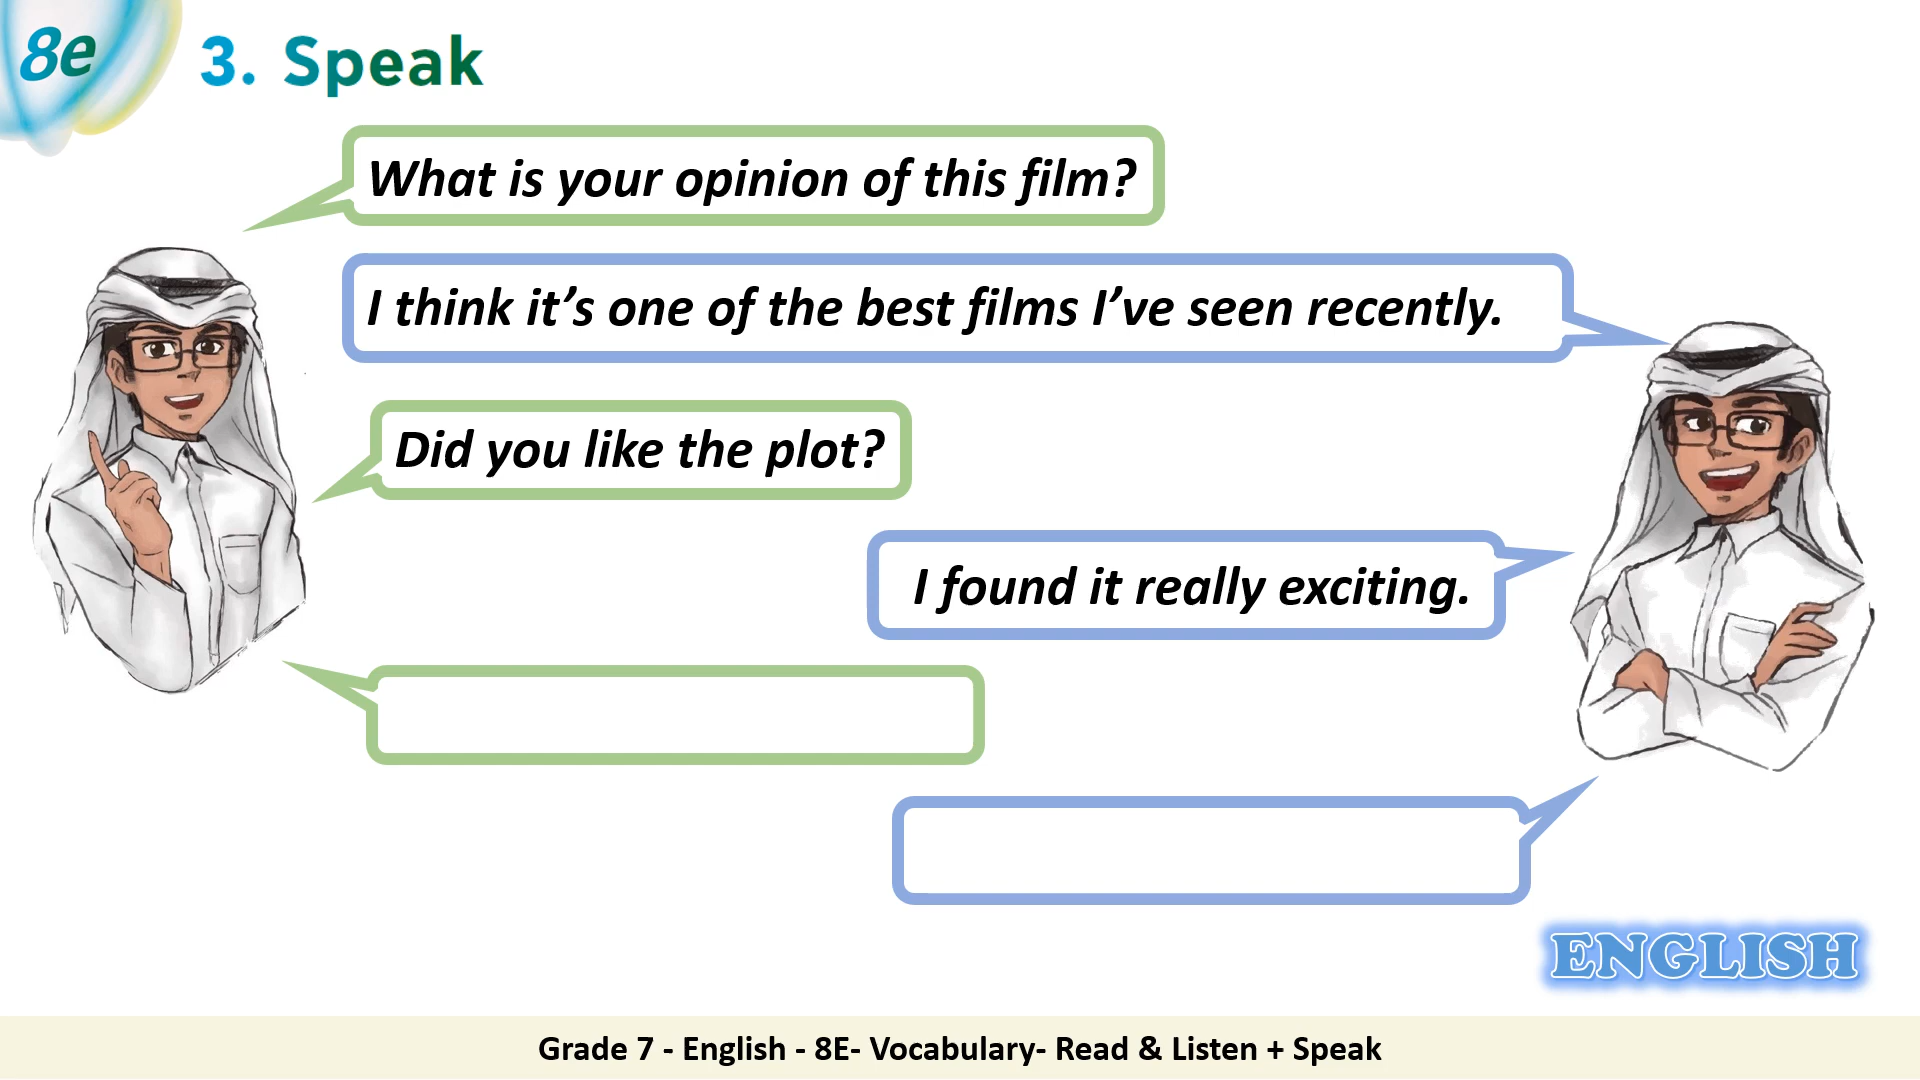 8e
3. Speak
What is your opinion of this film?
I think it's one of the best films I've seen recently.
Did you like the plot?
I found it really exciting.
ENGLISH
Grade 7 - English - 8E- Vocabulary- Read & Listen + Speak